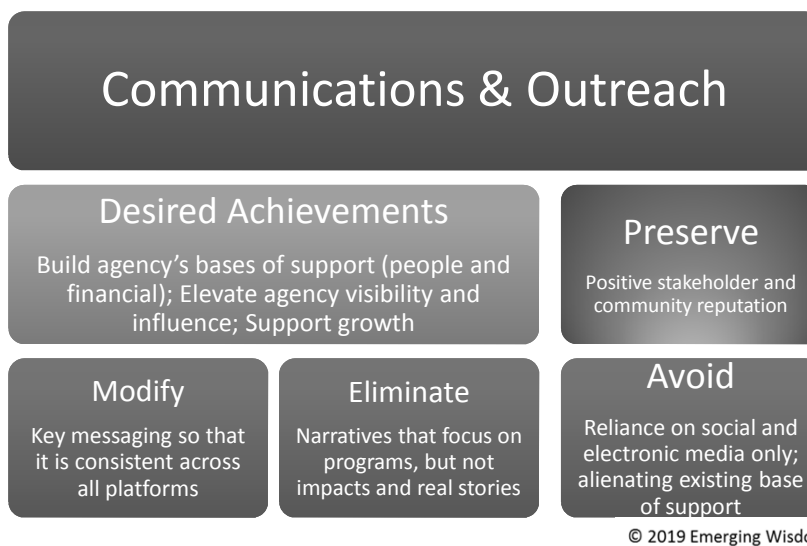 Communications & Outreach
Desired Achievements
Build agency's bases of support (people and
financial); Elevate agency visibility and
influence; Support growth
Preserve
Positive stakeholder and
community reputation
Modify
Key messaging so that
it is consistent across
all platforms
Eliminate
Narratives that focus on
programs, but not
impacts and real stories
Avoid
Reliance on social and
electronic media only;
alienating existing base
of support
© 2019 Emerging